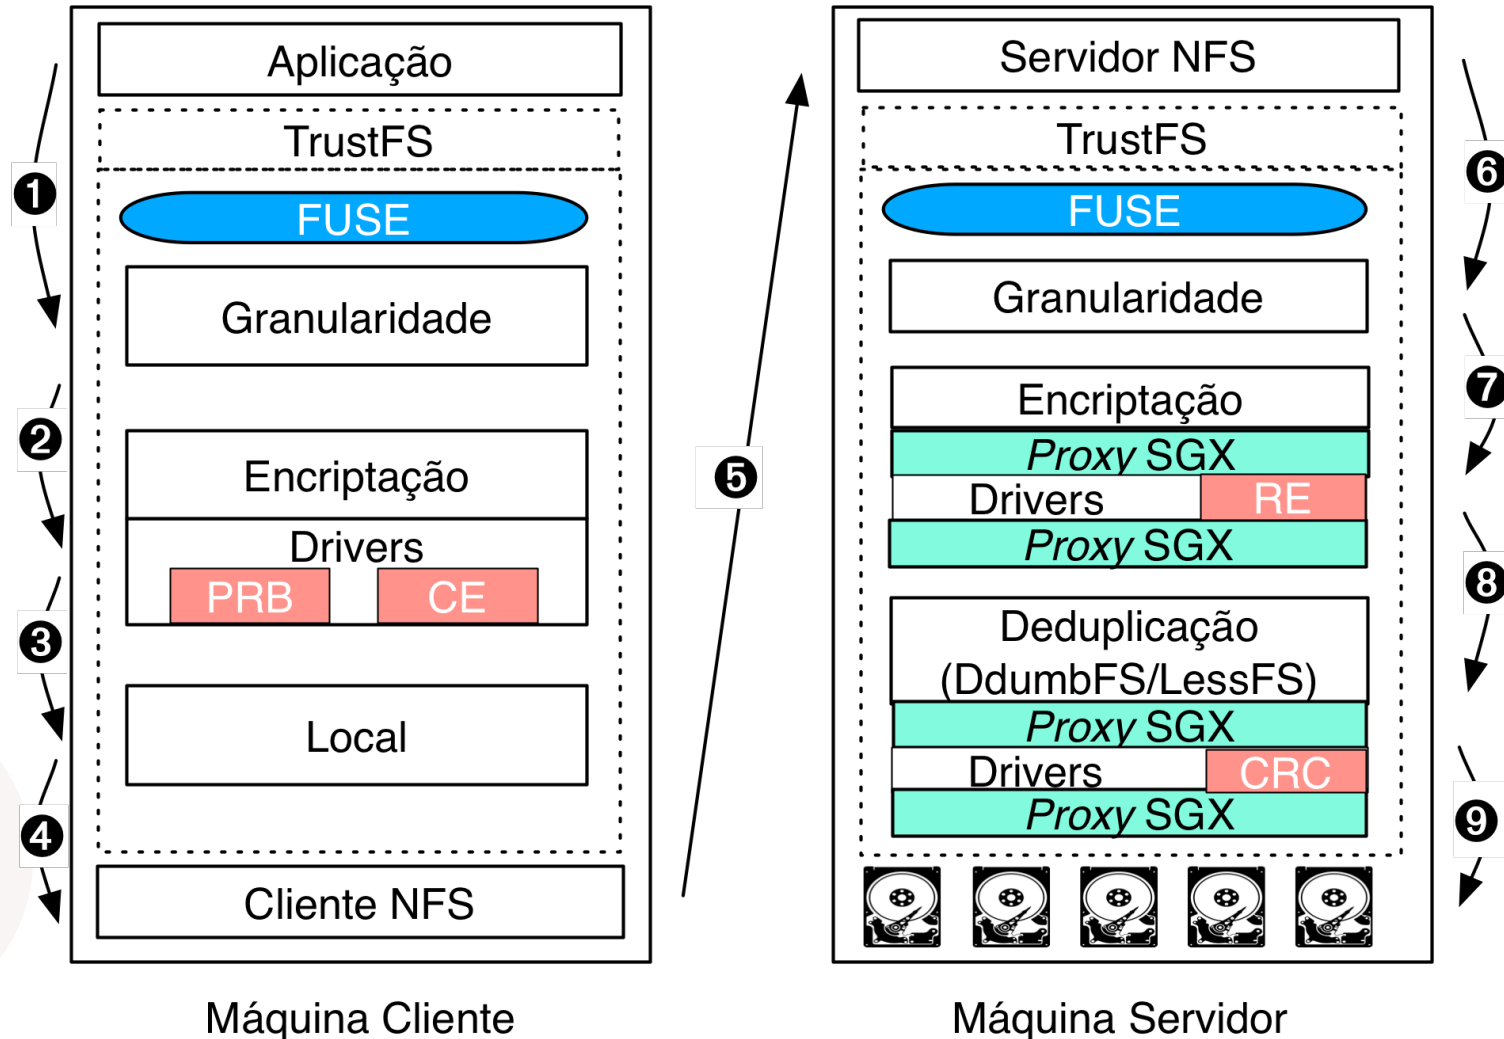 Aplicação
TrustFS
FUSE
Granularidade
Encriptação
Drivers
PRB CE
Local
Cliente NFS
Máquina Cliente
1
2
3
4
5
Servidor NFS
TrustFS
FUSE
Granularidade
Encriptação
Proxy SGX
Drivers RE
Proxy SGX
Deduplicação
(DdumbFS/LessFS)
Proxy SGX
Drivers CRC
Proxy SGX
Máquina Servidor
6
7
8
9